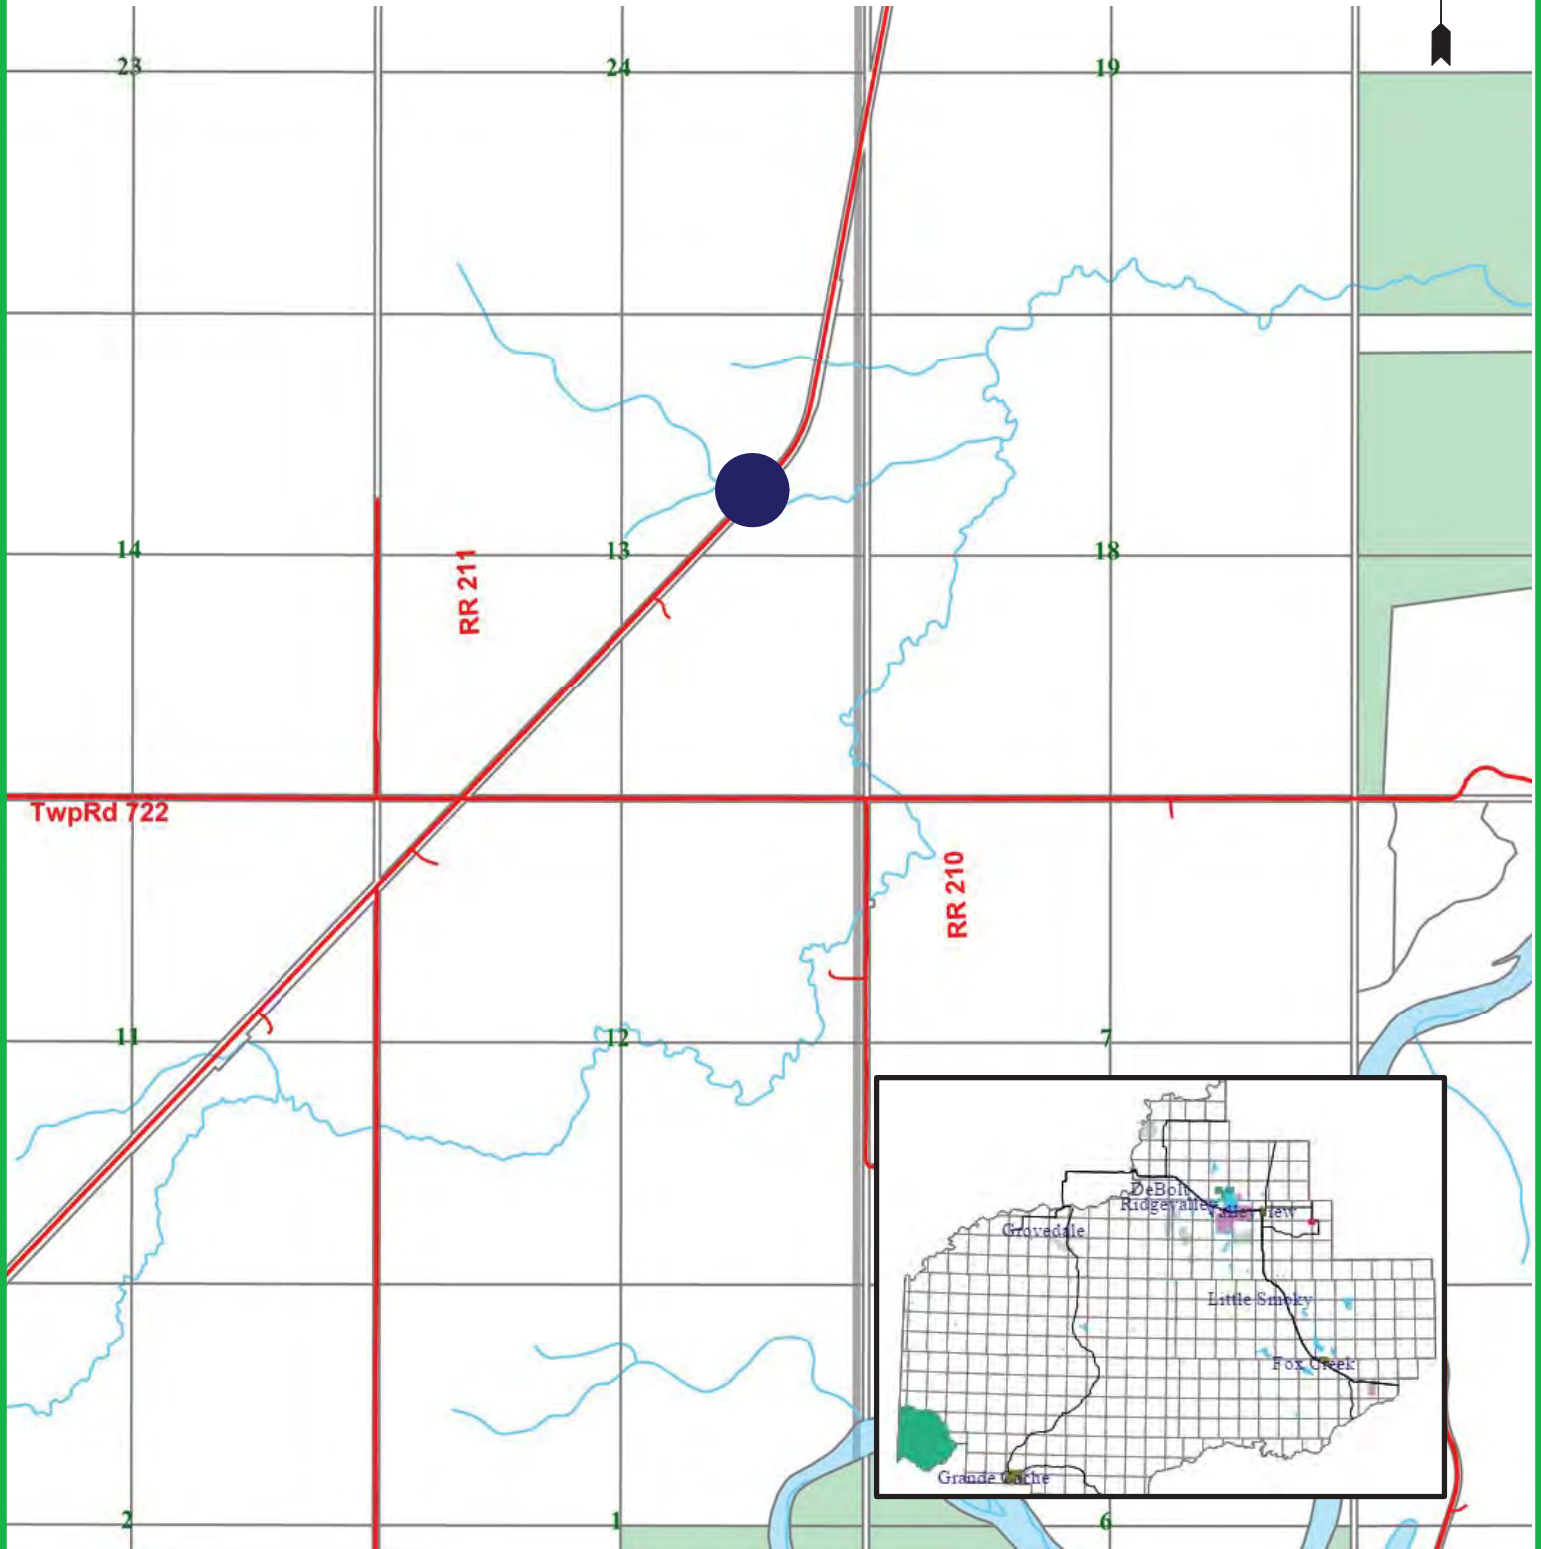 23 24 19
14 13 18
RR 211
TwpRd 722
RR 210
11 12 7
DeBolt
Ridgevalley Valleyview
Grovedale
Little Smoky
Fox Creek
Grande Cache
2 1 6